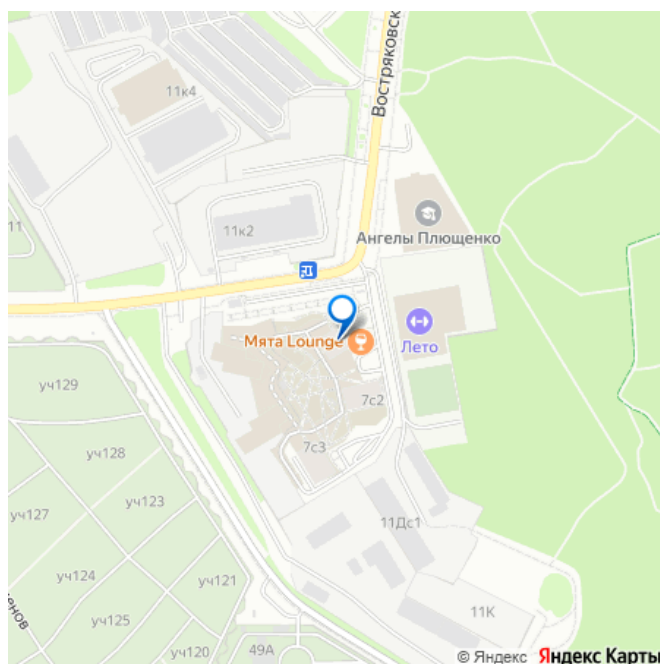 Востряковск
11к4
11
11к2
Ангелы Плющенко
Мята Lounge
Лето
уч129
7с2
уч128
7с3
уч127
уч123
11Дс1
уч124
уч121
енов
уч125
11К
уч120
49А
© Яндекс Яндекс Карты